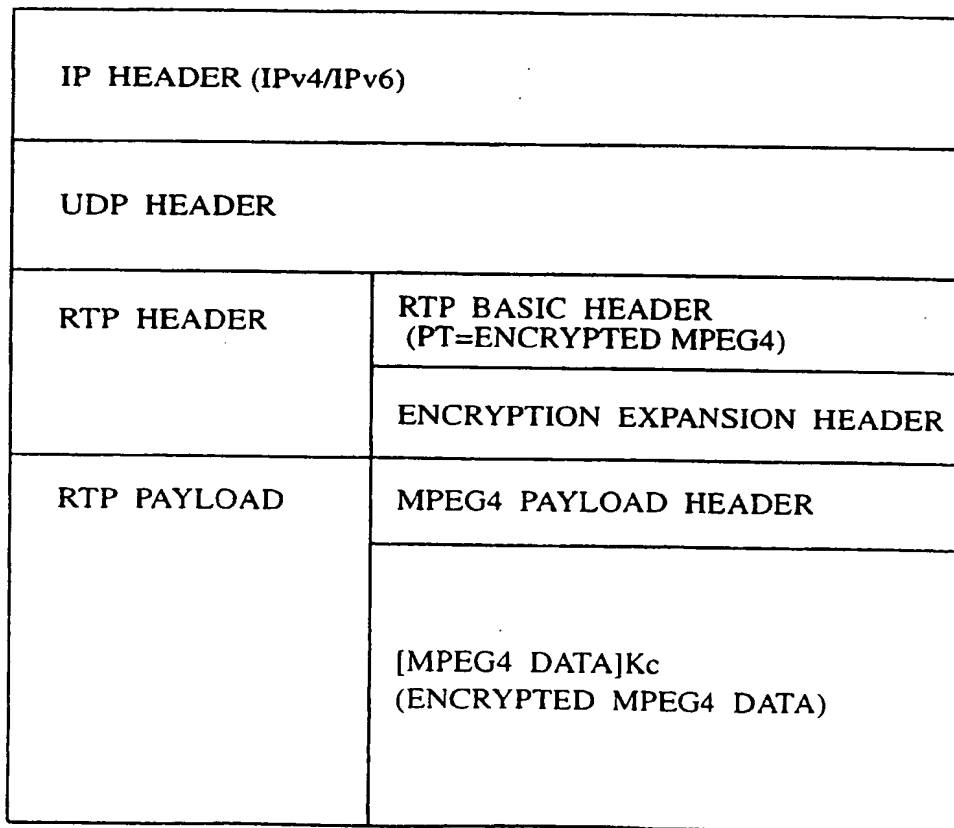 IP HEADER (IPv4/IPv6)
UDP HEADER
RTP HEADER
RTP BASIC HEADER
(PT=ENCRYPTED MPEG4)
ENCRYPTION EXPANSION HEADER
RTP PAYLOAD
MPEG4 PAYLOAD HEADER
[MPEG4 DATA]Kc
(ENCRYPTED MPEG4 DATA)